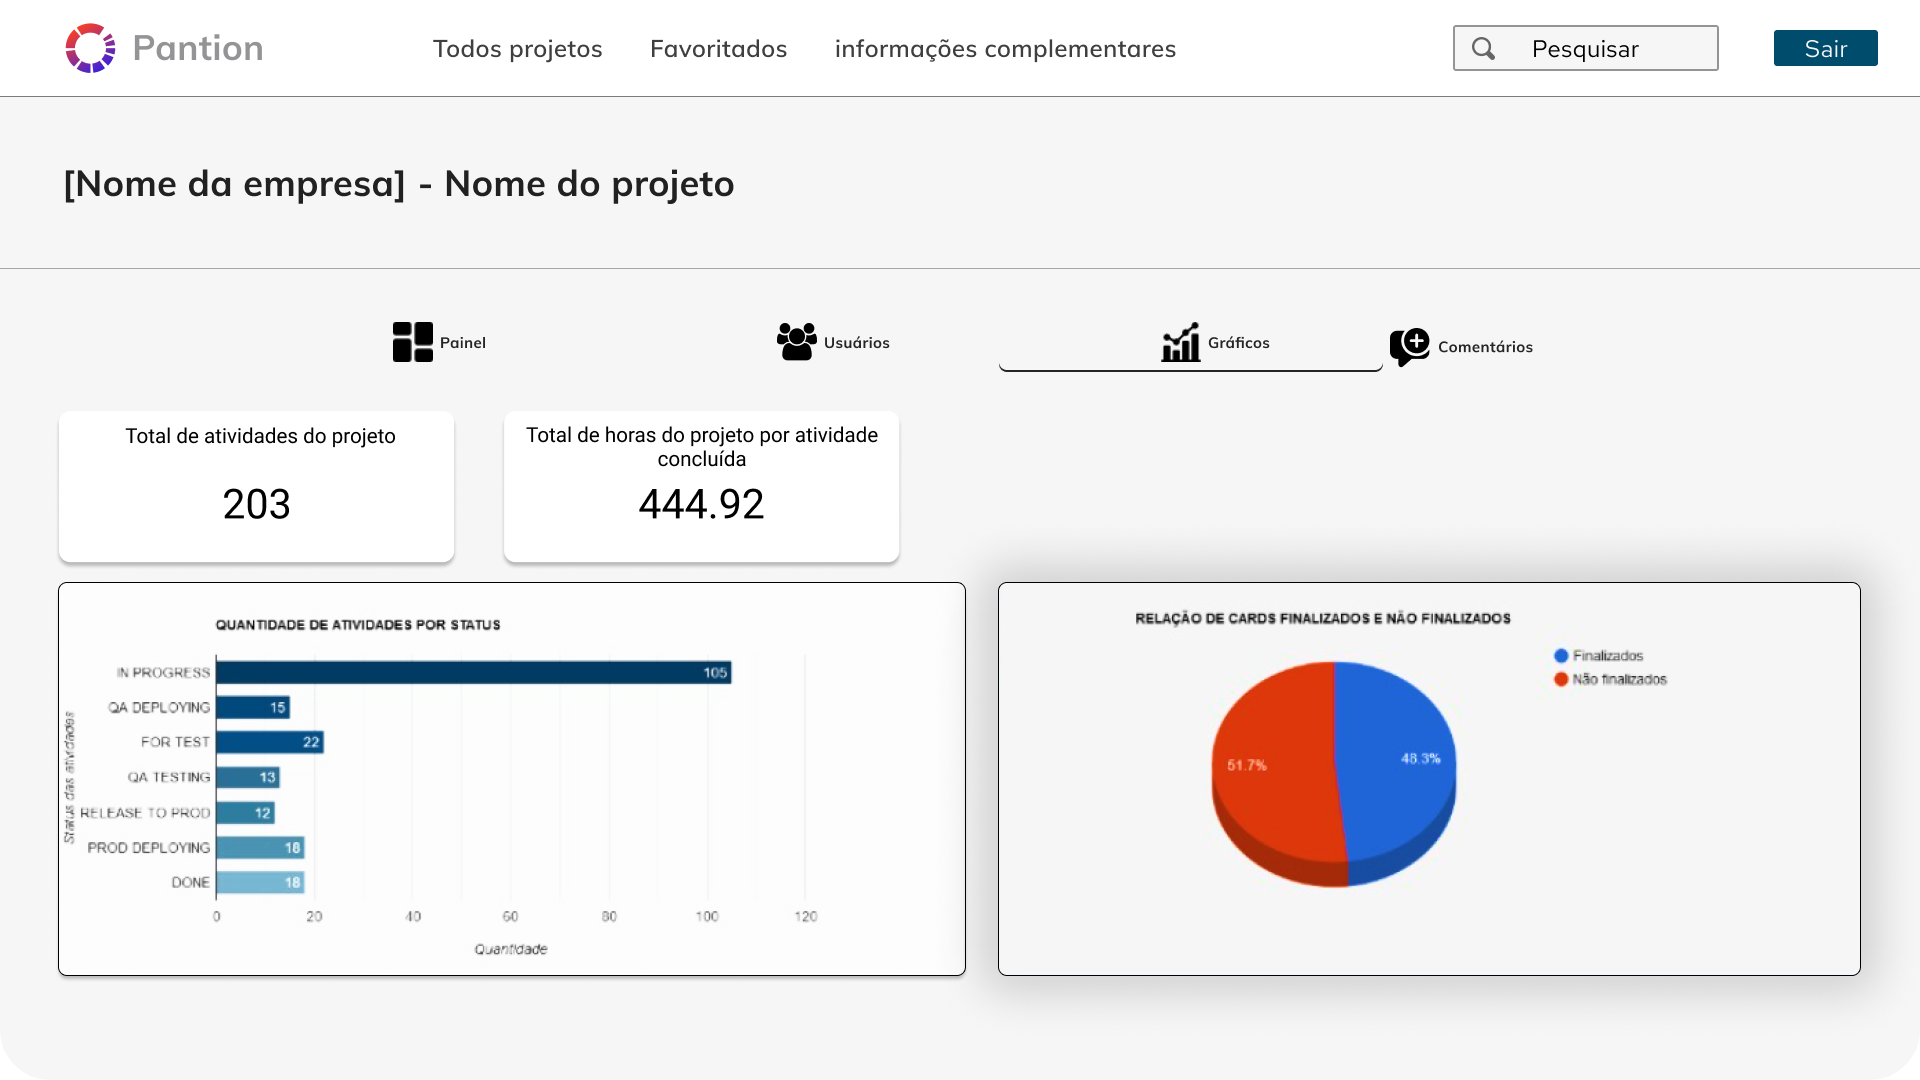 Pantion
Todos projetos
Favoritados
informações complementares
Pesquisar
Sair
[Nome da empresa] - Nome do projeto
Painel
Usuários
Gráficos
Comentários
Total de atividades do projeto
203
Total de horas do projeto por atividade
concluída
444.92
QUANTIDADE DE ATIVIDADES POR STATUS
Status das atividades
IN PROGRESS 105
QA DEPLOYING 15
FOR TEST 22
QA TESTING 13
RELEASE TO PROD 12
PROD DEPLOYING 18
DONE 18
0 20 40 60 80 100 120
Quantidade
RELAÇÃO DE CARDS FINALIZADOS E NÃO FINALIZADOS
Finalizados
Não finalizados
51.7%
48.3%